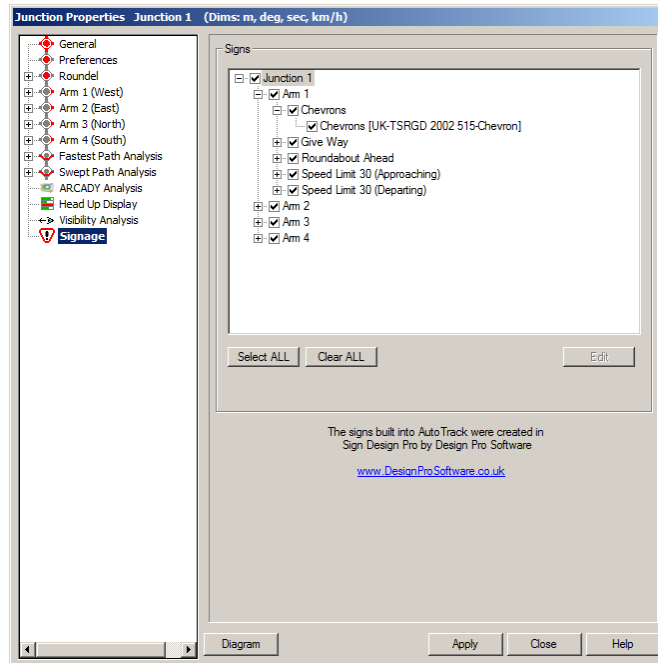 Junction Properties Junction 1 (Dims: m, deg, sec, km/h)
General
Preferences
Roundel
Arm 1 (West)
Arm 2 (East)
Arm 3 (North)
Arm 4 (South)
Fastest Path Analysis
Swept Path Analysis
ARCADY Analysis
Head Up Display
Visibility Analysis
Signage
Signs
Junction 1
Arm 1
Chevrons
Chevrons [UK-TSRGD 2002 515-Chevron]
Give Way
Roundabout Ahead
Speed Limit 30 (Approaching)
Speed Limit 30 (Departing)
Arm 2
Arm 3
Arm 4
Select ALL Clear ALL Edit
The signs built into AutoTrack were created in
Sign Design Pro by Design Pro Software
www.DesignProSoftware.co.uk
Diagram Apply Close Help